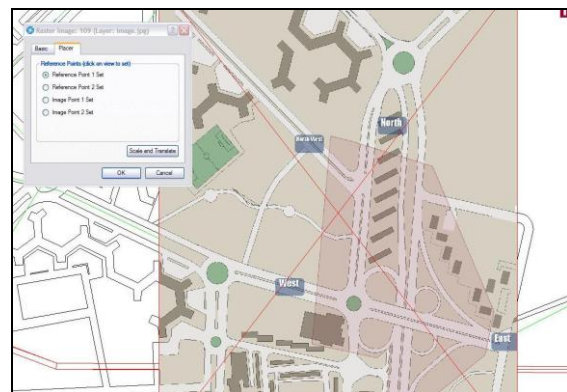 Raster Image: 109 (Layer: Image.jpg)
Basic Placer
Reference Points (click on view to set)
Reference Point 1 Set
Reference Point 2 Set
Image Point 1 Set
Image Point 2 Set
Scale and Translate
OK Cancel
North
North West
West
East